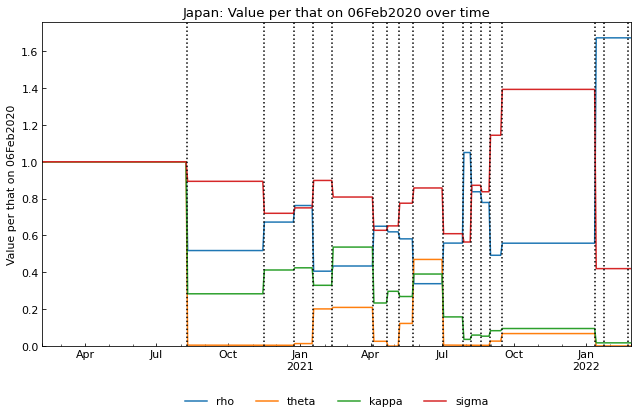 Japan: Value per that on 06Feb2020 over time
Value per that on 06Feb2020
1.6
1.4
1.2
1.0
0.8
0.6
0.4
0.2
0.0
Apr Jul Oct Jan Apr Jul Oct Jan
2021 2022
rho theta kappa sigma